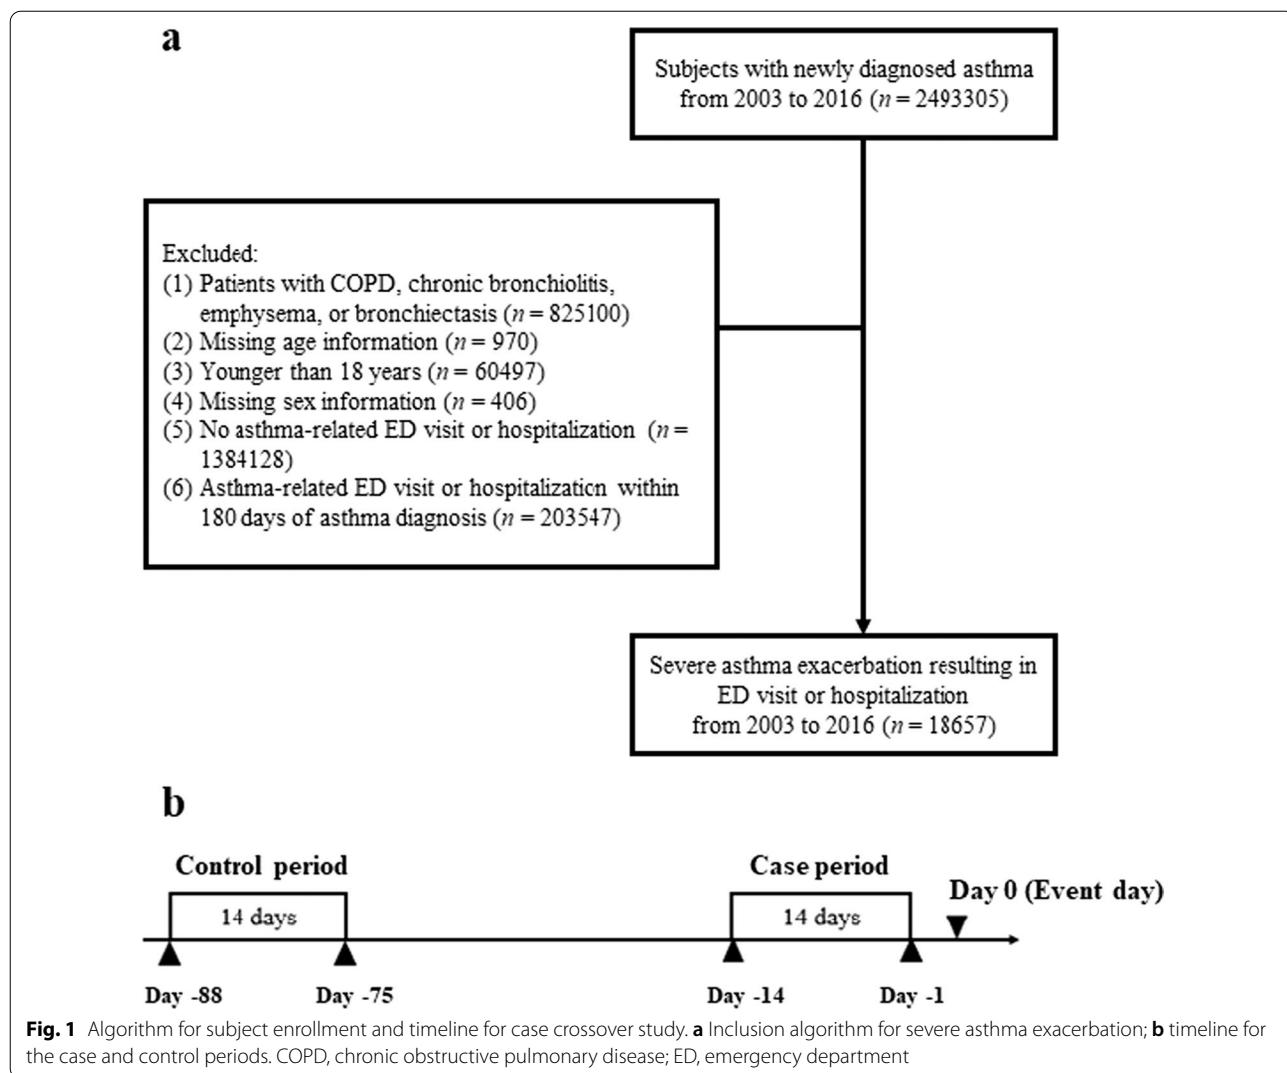 a
Subjects with newly diagnosed asthma
from 2003 to 2016 (n = 2493305)
Excluded:
(1) Patients with COPD, chronic bronchiolitis,
emphysema, or bronchiectasis (n = 825100)
(2) Missing age information (n = 970)
(3) Younger than 18 years (n = 60497)
(4) Missing sex information (n = 406)
(5) No asthma-related ED visit or hospitalization (n =
1384128)
(6) Asthma-related ED visit or hospitalization within
180 days of asthma diagnosis (n = 203547)
Severe asthma exacerbation resulting in
ED visit or hospitalization
from 2003 to 2016 (n = 18657)
b
Control period
Case period
Day 0 (Event day)
14 days
14 days
Day -88
Day -75
Day -14
Day -1
Fig. 1 Algorithm for subject enrollment and timeline for case crossover study. a Inclusion algorithm for severe asthma exacerbation; b timeline for
the case and control periods. COPD, chronic obstructive pulmonary disease; ED, emergency department